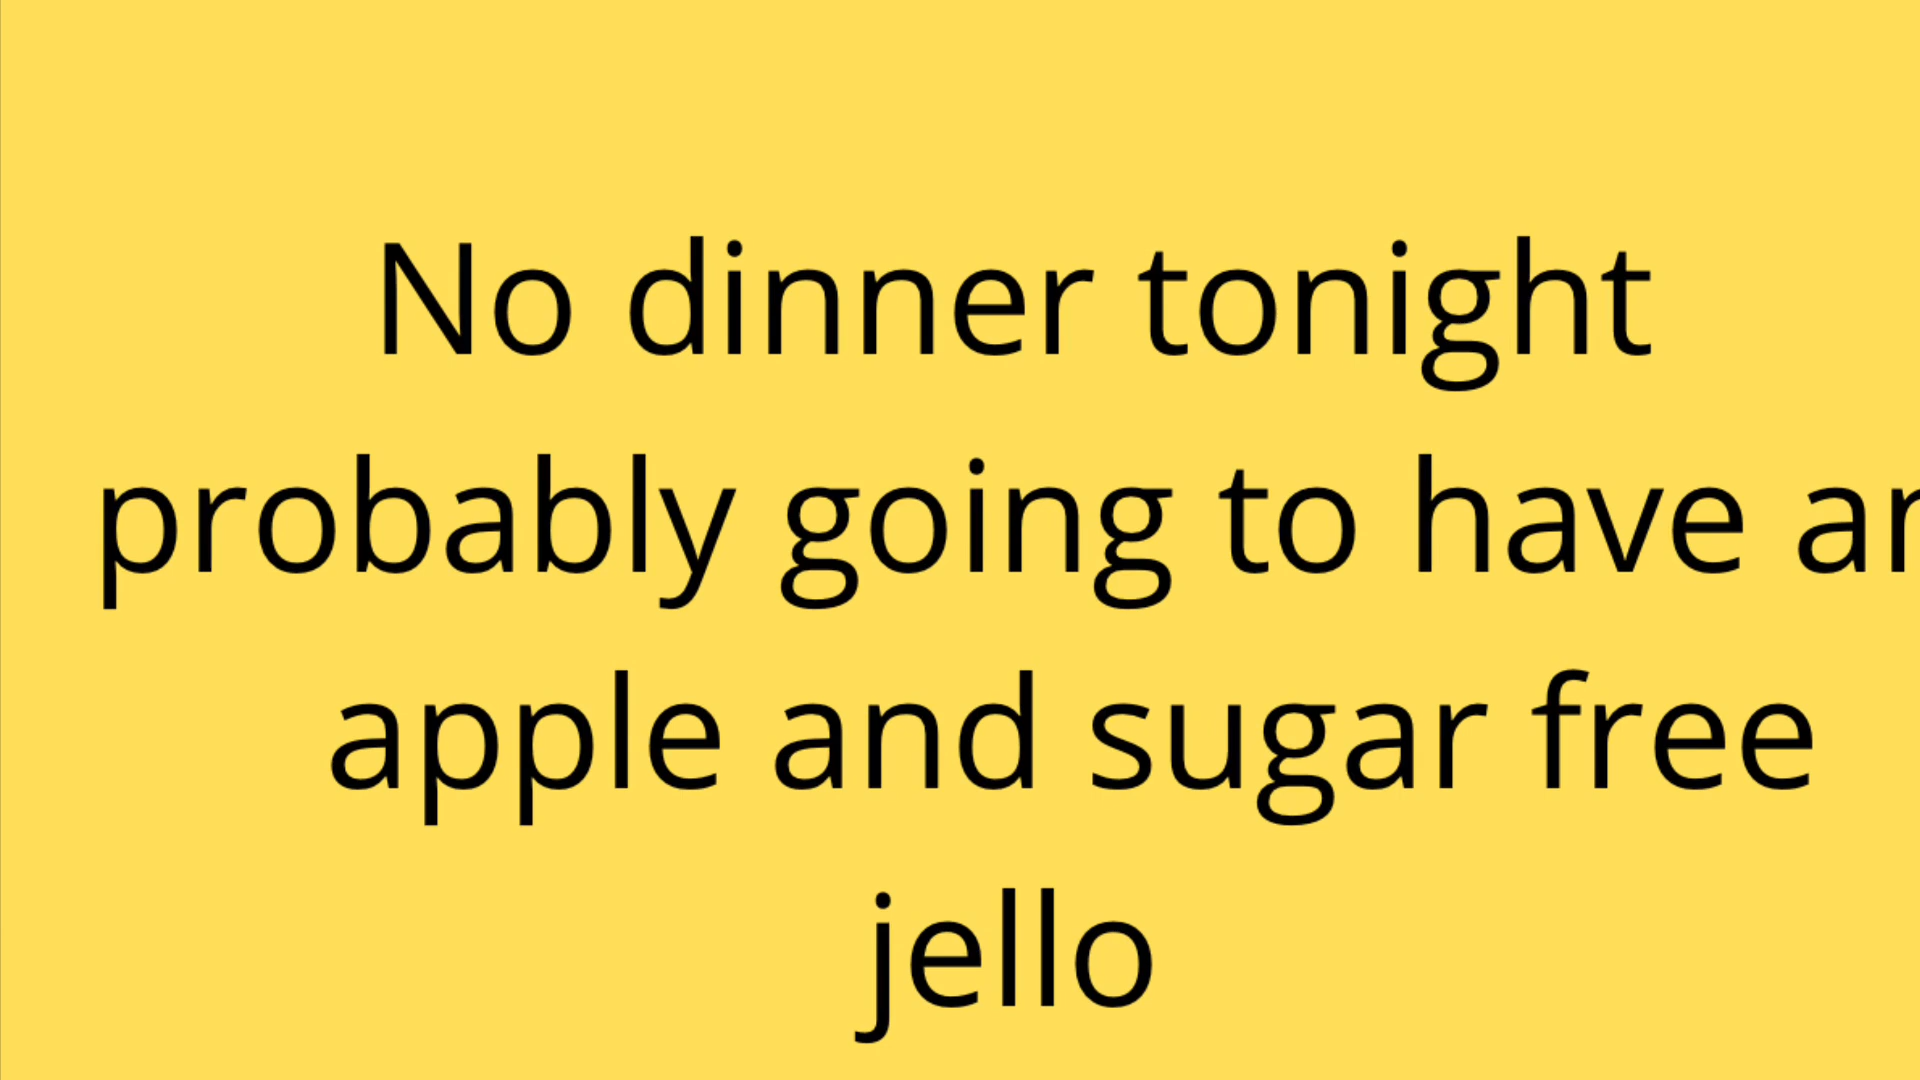 No dinner tonight
probably going to have an
apple and sugar free
jello